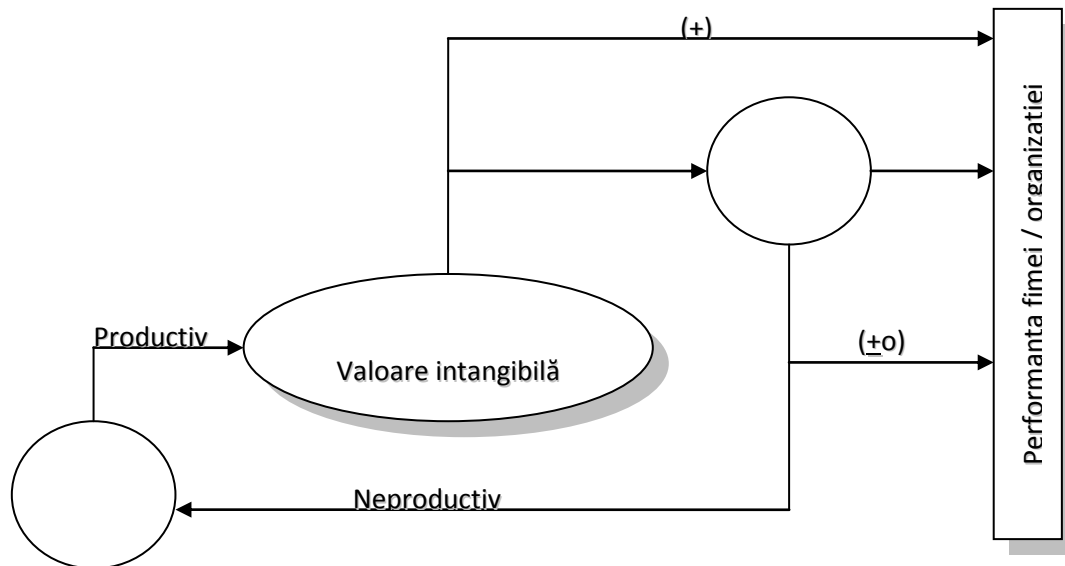 (+)
Performanta fimei / organizatiei
Productiv
(±o)
Valoare intangibilă
Neproductiv